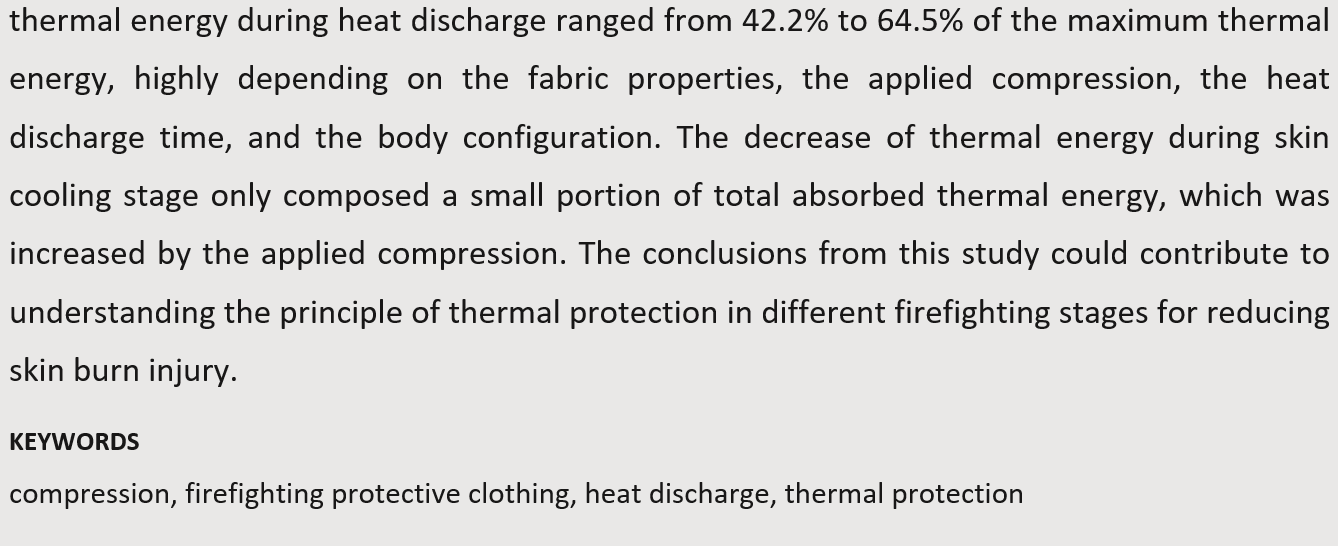 thermal energy during heat discharge ranged from 42.2% to 64.5% of the maximum thermal
energy, highly depending on the fabric properties, the applied compression, the heat
discharge time, and the body configuration. The decrease of thermal energy during skin
cooling stage only composed a small portion of total absorbed thermal energy, which was
increased by the applied compression. The conclusions from this study could contribute to
understanding the principle of thermal protection in different firefighting stages for reducing
skin burn injury.
KEYWORDS
compression, firefighting protective clothing, heat discharge, thermal protection